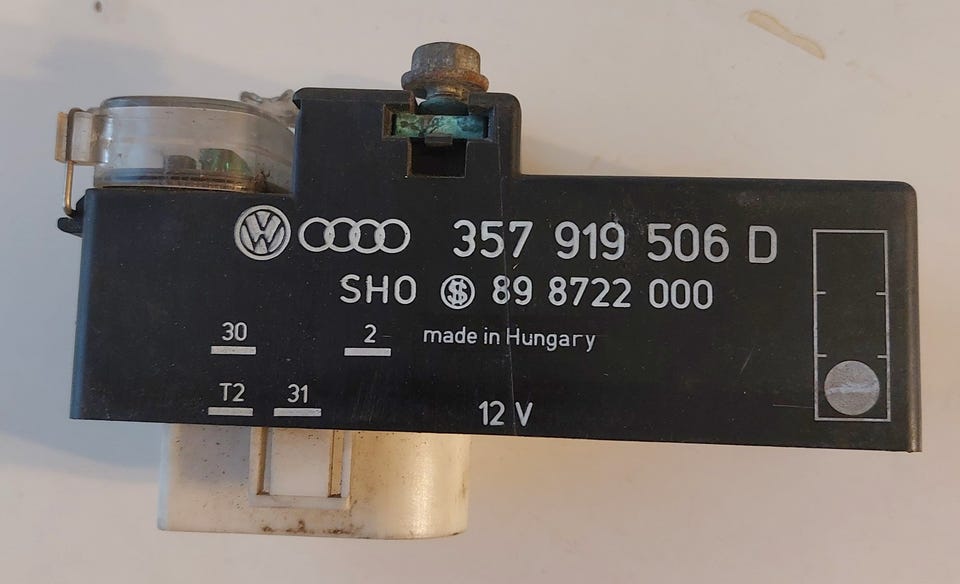 357 919 506 D
SHO 89 8722 000
made in Hungary
30 2
T2 31
12 V